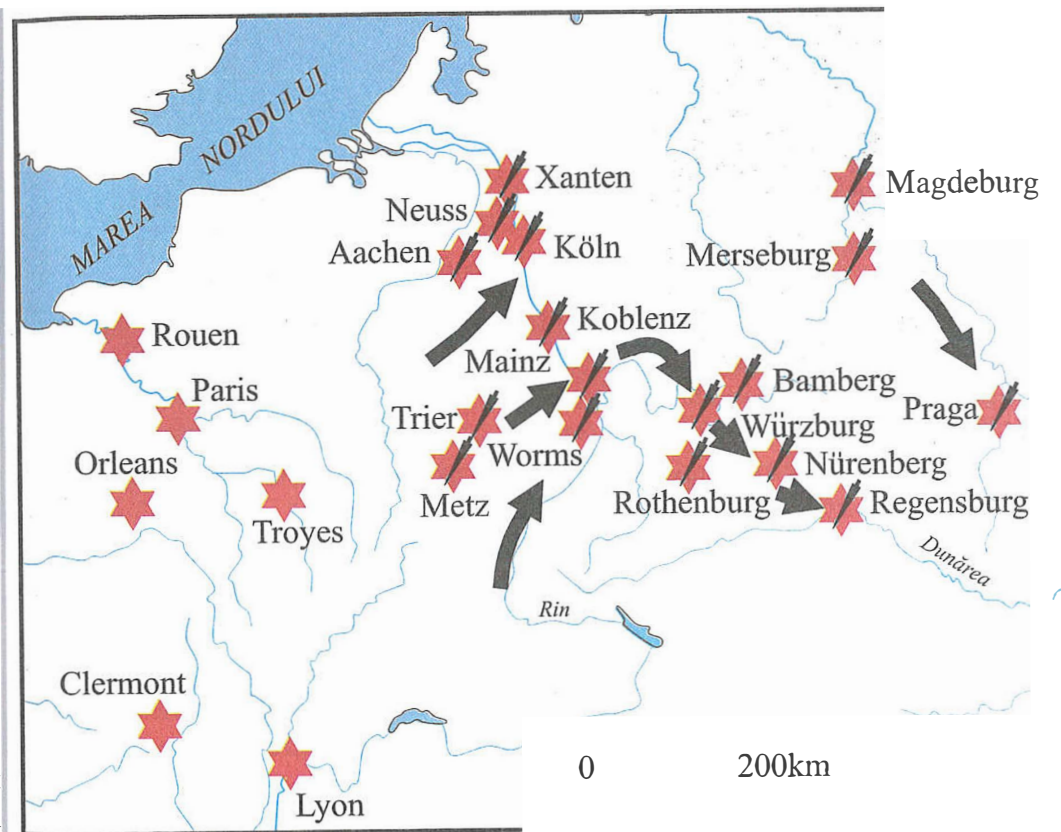 MAREA NORDULUI
Xanten
Magdeburg
Neuss
Aachen
Köln
Merseburg
Rouen
Koblenz
Mainz
Paris
Bamberg
Trier
Praga
Würzburg
Orleans
Worms
Nürenberg
Metz
Rothenburg
Regensburg
Troyes
Dunărea
Rin
Clermont
0 200km
Lyon